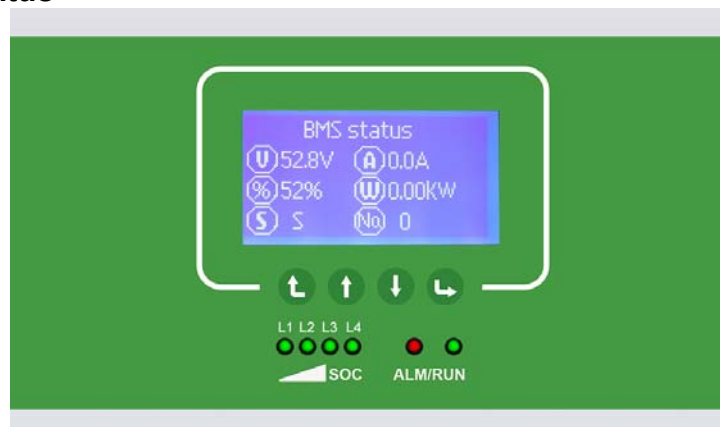 BMS status
V 52.8V A 0.0A
% 52% W 0.00KW
S S No 0
L1 L2 L3 L4
SOC ALM/RUN